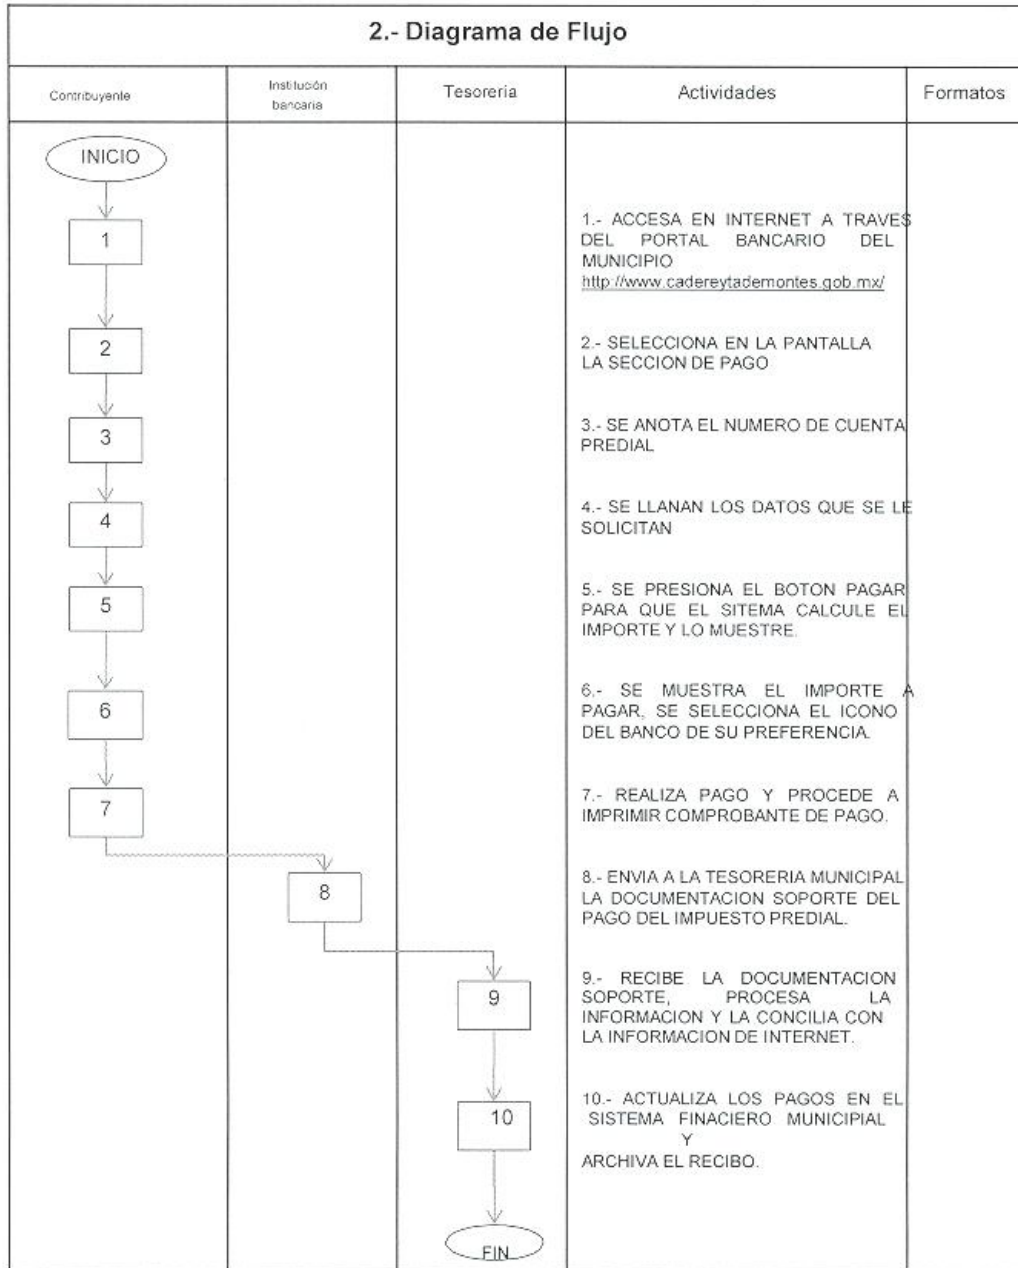 2.- Diagrama de Flujo
Contribuyente
Institución
bancaria
Tesoreria
Actividades
Formatos
INICIO
1
1.- ACCESA EN INTERNET A TRAVES
DEL PORTAL BANCARIO DEL
MUNICIPIO
http://www.cadereytademontes.gob.mx/
2
2.- SELECCIONA EN LA PANTALLA
LA SECCION DE PAGO
3
3.- SE ANOTA EL NUMERO DE CUENTA
PREDIAL
4
4.- SE LLANAN LOS DATOS QUE SE LE
SOLICITAN
5
5.- SE PRESIONA EL BOTON PAGAR
PARA QUE EL SITEMA CALCULE EL
IMPORTE Y LO MUESTRE.
6
6.- SE MUESTRA EL IMPORTE A
PAGAR, SE SELECCIONA EL ICONO
DEL BANCO DE SU PREFERENCIA.
7
7.- REALIZA PAGO Y PROCEDE A
IMPRIMIR COMPROBANTE DE PAGO.
8
8.- ENVIA A LA TESORERIA MUNICIPAL
LA DOCUMENTACION SOPORTE DEL
PAGO DEL IMPUESTO PREDIAL.
9
9.- RECIBE LA DOCUMENTACION
SOPORTE, PROCESA LA
INFORMACION Y LA CONCILIA CON
LA INFORMACION DE INTERNET.
10
10.- ACTUALIZA LOS PAGOS EN EL
SISTEMA FINACIERO MUNICIPIAL
Y
ARCHIVA EL RECIBO.
FIN